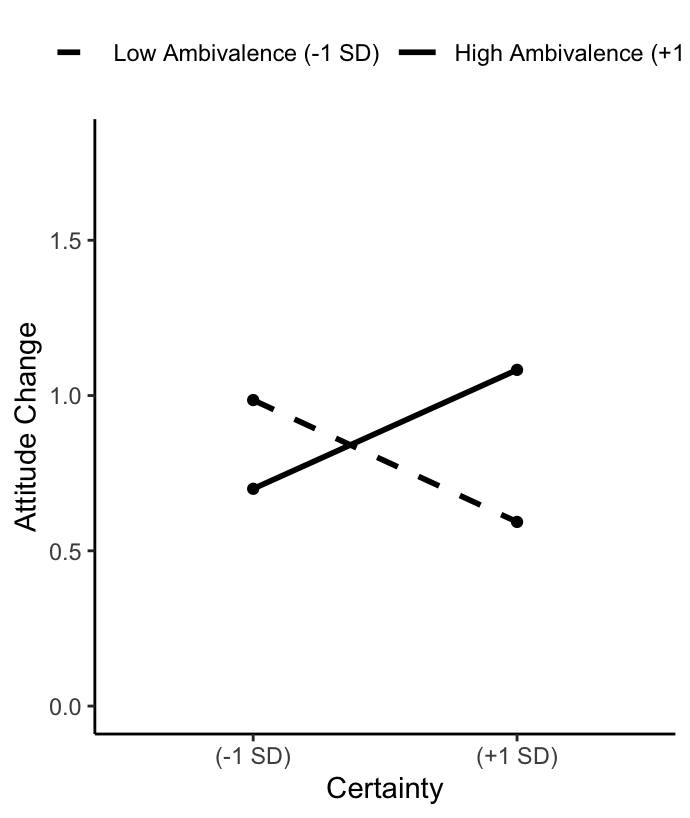 Low Ambivalence (-1 SD) High Ambivalence (+1
1.5
1.0
0.5
0.0
Attitude Change
(-1 SD) (+1 SD)
Certainty